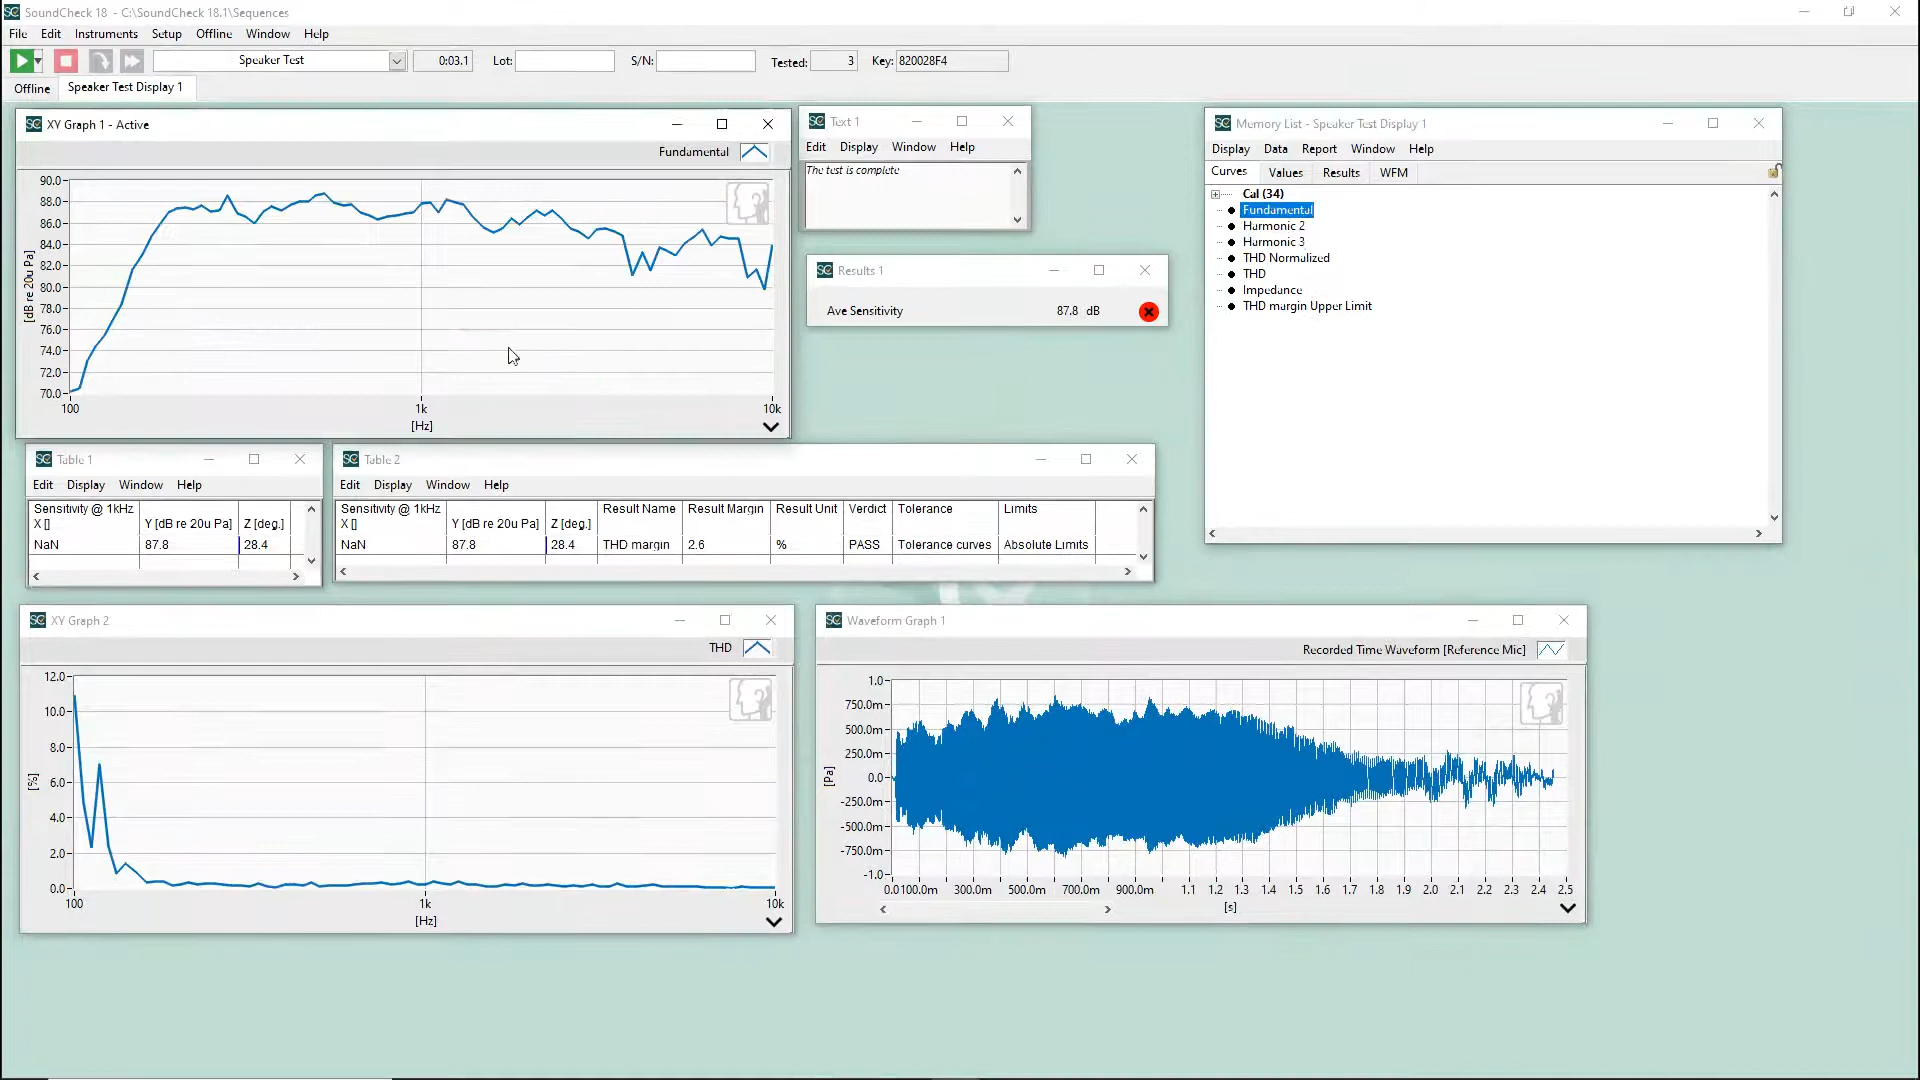 SoundCheck 18 - C:\SoundCheck 18.1\Sequences
File Edit Instruments Setup Offline Window Help
Speaker Test 0:03.1 Lot: S/N: Tested: 3 Key: 820028F4
Offline Speaker Test Display 1
XY Graph 1 - Active
Fundamental
90.0
88.0
86.0
84.0
82.0
80.0
78.0
76.0
74.0
72.0
70.0
[dB re 20u Pa]
100 1k 10k
[Hz]
Text 1
Edit Display Window Help
The test is complete
Results 1
Ave Sensitivity 87.8 dB
Memory List - Speaker Test Display 1
Display Data Report Window Help
Curves Values Results WFM
Cal (34)
Fundamental
Harmonic 2
Harmonic 3
THD Normalized
THD
Impedance
THD margin Upper Limit
Table 1
Edit Display Window Help
Sensitivity @ 1kHz
X [] Y [dB re 20u Pa] Z [deg.]
NaN 87.8 28.4
Table 2
Edit Display Window Help
Sensitivity @ 1kHz Result Name Result Margin Result Unit Verdict Tolerance Limits
X [] Y [dB re 20u Pa] Z [deg.]
NaN 87.8 28.4 THD margin 2.6 % PASS Tolerance curves Absolute Limits
XY Graph 2
THD
12.0
10.0
8.0
6.0
4.0
2.0
0.0
[%]
100 1k 10k
[Hz]
Waveform Graph 1
Recorded Time Waveform [Reference Mic]
1.0
750.0m
500.0m
250.0m
0.0
-250.0m
-500.0m
-750.0m
-1.0
[Pa]
0.0 100.0m 300.0m 500.0m 700.0m 900.0m 1.1 1.2 1.3 1.4 1.5 1.6 1.7 1.8 1.9 2.0 2.1 2.2 2.3 2.4 2.5
[s]